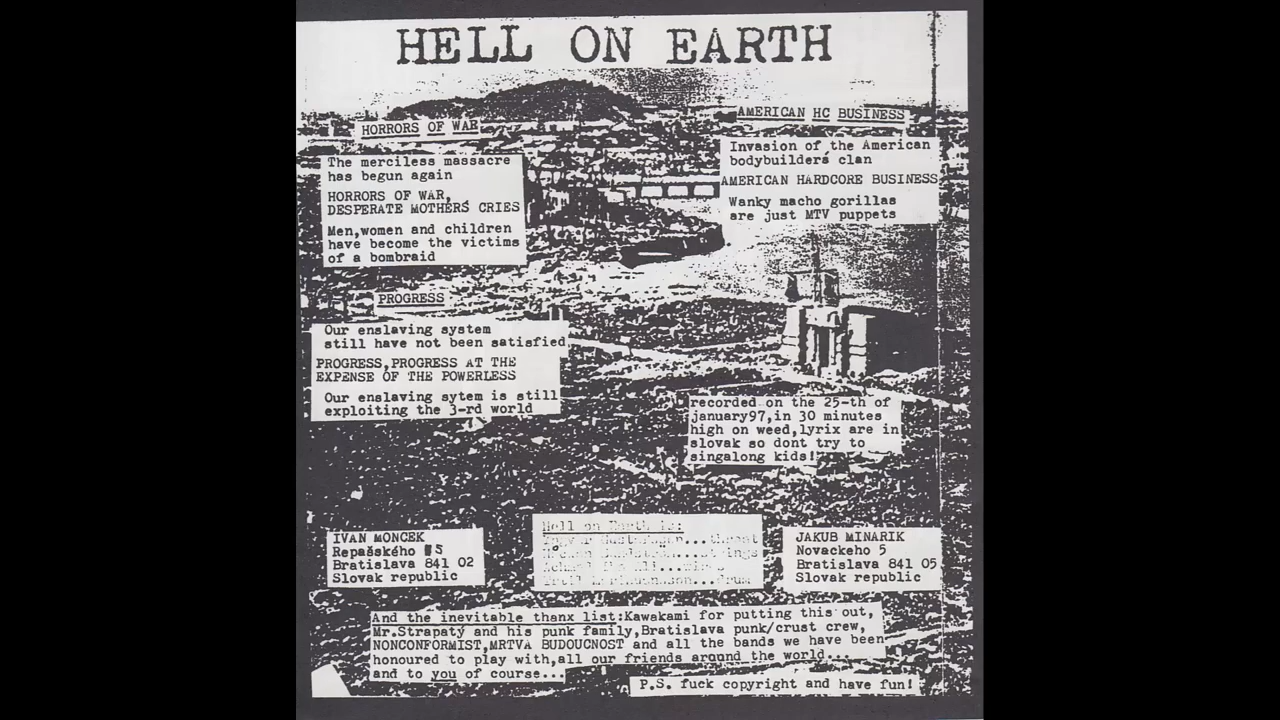 HELL ON EARTH
HORRORS OF WAR
The merciless massacre
has begun again
HORRORS OF WAR,
DESPERATE MOTHERS CRIES
Men,women and children
have become the victims
of a bombraid
AMERICAN HC BUSINESS
Invasion of the American
bodybuilders clan
AMERICAN HARDCORE BUSINESS
Wanky macho gorillas
are just MTV puppets
PROGRESS
Our enslaving system
still have not been satisfied
PROGRESS,PROGRESS AT THE
EXPENSE OF THE POWERLESS
Our enslaving sytem is still
exploiting the 3-rd world
recorded on the 25-th of
january97,in 30 minutes
high on weed,lyrix are in
slovak so dont try to
singalong kids!
IVAN MONCEK
Repašského 5
Bratislava 841 02
Slovak republic
Hell on Earth is:
...throat
...strings
JAKUB MINARIK
Novackeho 5
Bratislava 841 05
Slovak republic
And the inevitable thanx list:Kawakami for putting this out,
Mr.Strapatý and his punk family,Bratislava punk/crust crew,
NONCONFORMIST,MRTVA BUDOUCNOST and all the bands we have been
honoured to play with,all our friends around the world...
and to you of course...
P.S. fuck copyright and have fun!